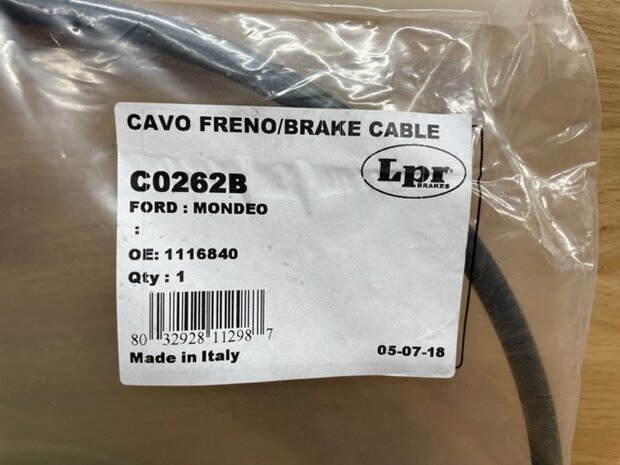 CAVO FRENO/BRAKE CABLE
Lpr
BRAKES
C0262B
FORD : MONDEO
:
OE: 1116840
Qty : 1
80 32928 11298 7
Made in Italy
05-07-18